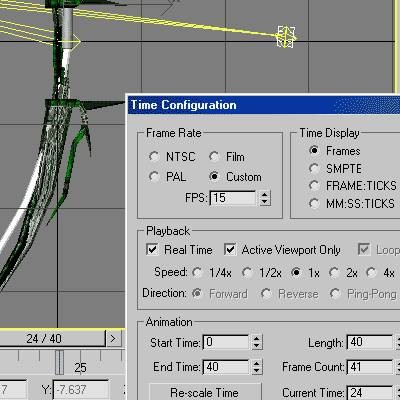 Time Configuration
Frame Rate
NTSC Film
PAL Custom
FPS: 15
Time Display
Frames
SMPTE
FRAME:TICKS
MM:SS:TICKS
Playback
Real Time Active Viewport Only Loop
Speed: 1/4x 1/2x 1x 2x 4x
Direction: Forward Reverse Ping-Pong
Animation
Start Time: 0 Length: 40
End Time: 40 Frame Count: 41
Re-scale Time Current Time: 24
24 / 40 >
25
7 Y: -7.637